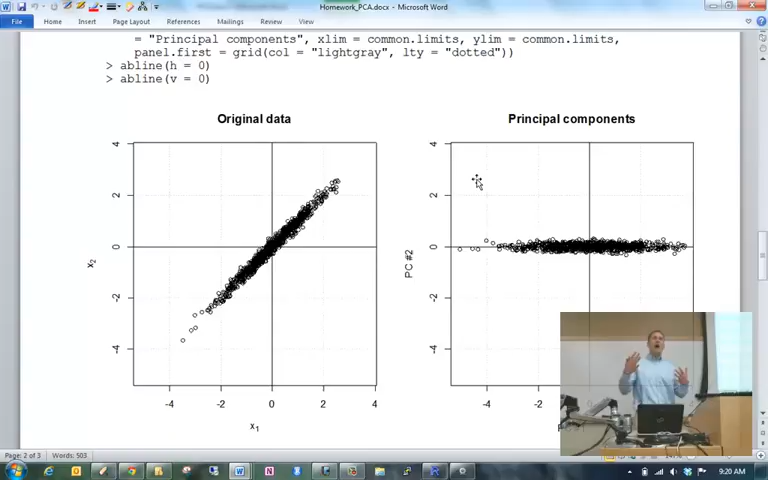 Homework_PCA.docx - Microsoft Word
File Home Insert Page Layout References Mailings Review View
= "Principal components", xlim = common.limits, ylim = common.limits,
panel.first = grid(col = "lightgray", lty = "dotted"))
> abline(h = 0)
> abline(v = 0)
Original data
Principal components
4
2
0
-2
-4
x2
-4 -2 0 2 4
x1
4
2
0
-2
-4
PC #2
-4
Page: 2 of 3 Words: 503
9:20 AM